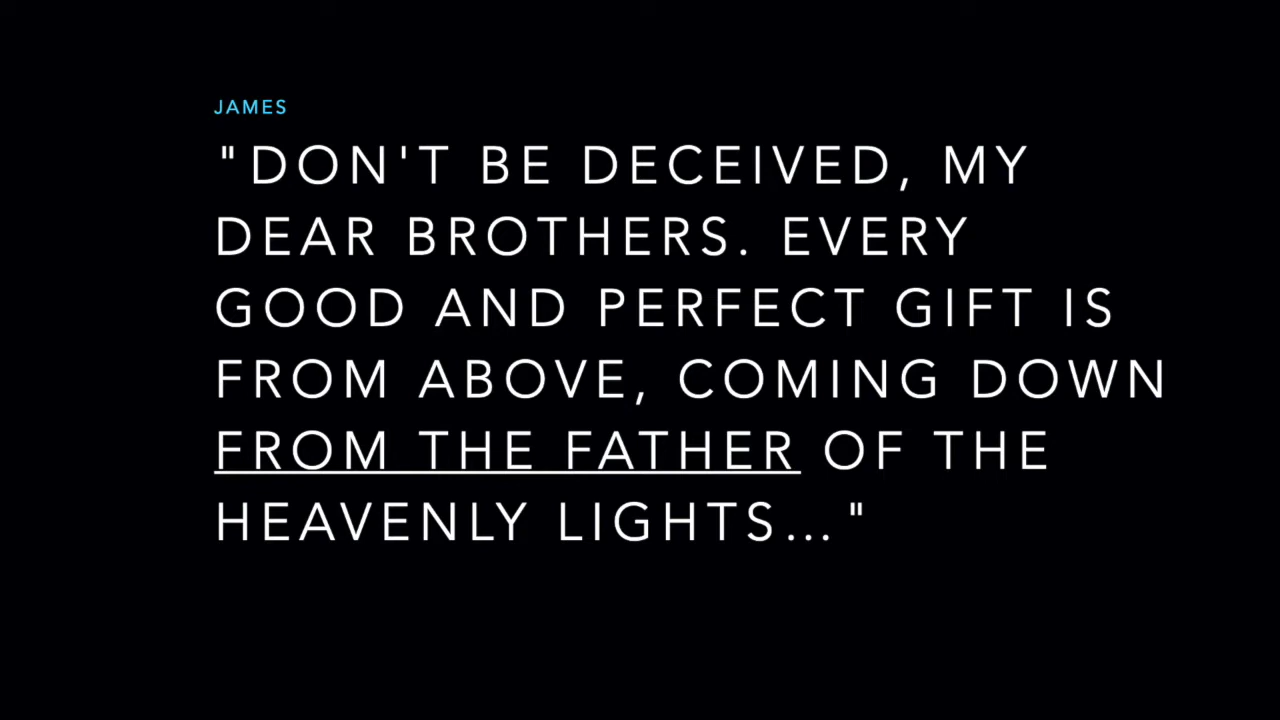 JAMES
"DON'T BE DECEIVED, MY
DEAR BROTHERS. EVERY
GOOD AND PERFECT GIFT IS
FROM ABOVE, COMING DOWN
FROM THE FATHER OF THE
HEAVENLY LIGHTS..."